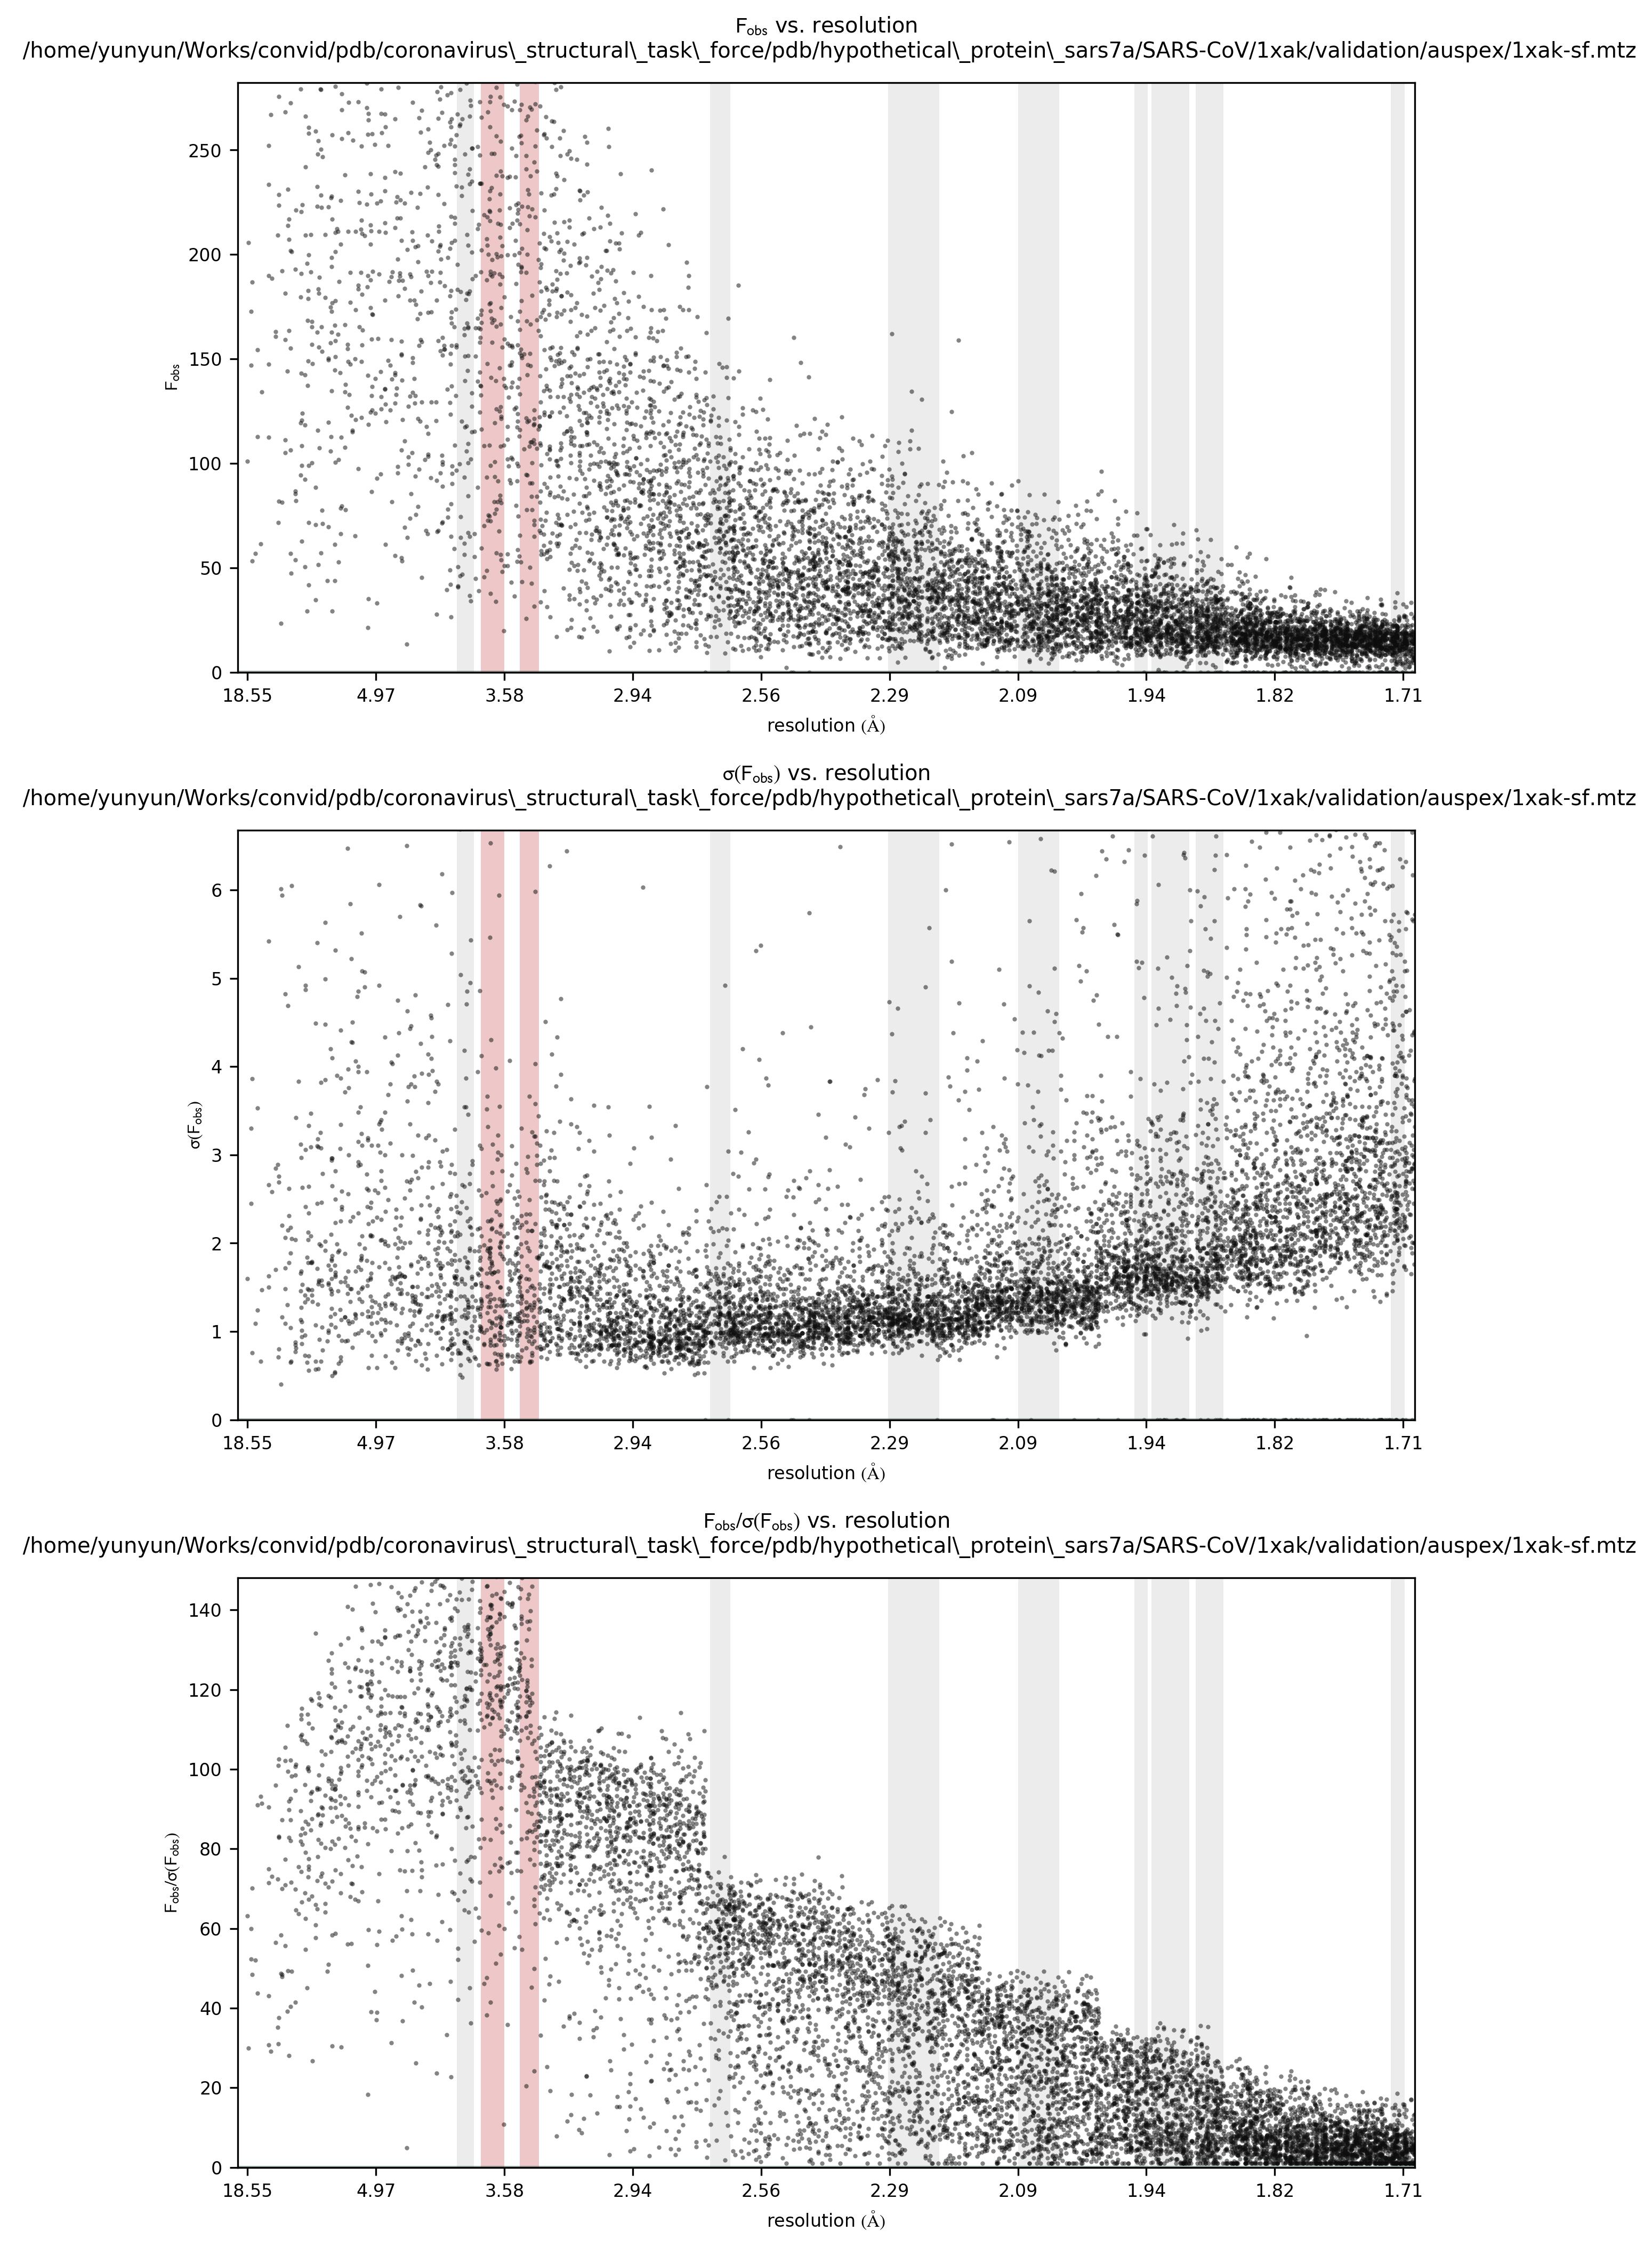 Fobs vs. resolution
/home/yunyun/Works/convid/pdb/coronavirus\_structural\_task\_force/pdb/hypothetical\_protein\_sars7a/SARS-CoV/1xak/validation/auspex/1xak-sf.mtz
250
200
150
100
50
0
Fobs
18.55 4.97 3.58 2.94 2.56 2.29 2.09 1.94 1.82 1.71
resolution (Å)
σ(Fobs) vs. resolution
/home/yunyun/Works/convid/pdb/coronavirus\_structural\_task\_force/pdb/hypothetical\_protein\_sars7a/SARS-CoV/1xak/validation/auspex/1xak-sf.mtz
6
5
4
3
2
1
0
σ(Fobs)
18.55 4.97 3.58 2.94 2.56 2.29 2.09 1.94 1.82 1.71
resolution (Å)
Fobs/σ(Fobs) vs. resolution
/home/yunyun/Works/convid/pdb/coronavirus\_structural\_task\_force/pdb/hypothetical\_protein\_sars7a/SARS-CoV/1xak/validation/auspex/1xak-sf.mtz
140
120
100
80
60
40
20
0
Fobs/σ(Fobs)
18.55 4.97 3.58 2.94 2.56 2.29 2.09 1.94 1.82 1.71
resolution (Å)